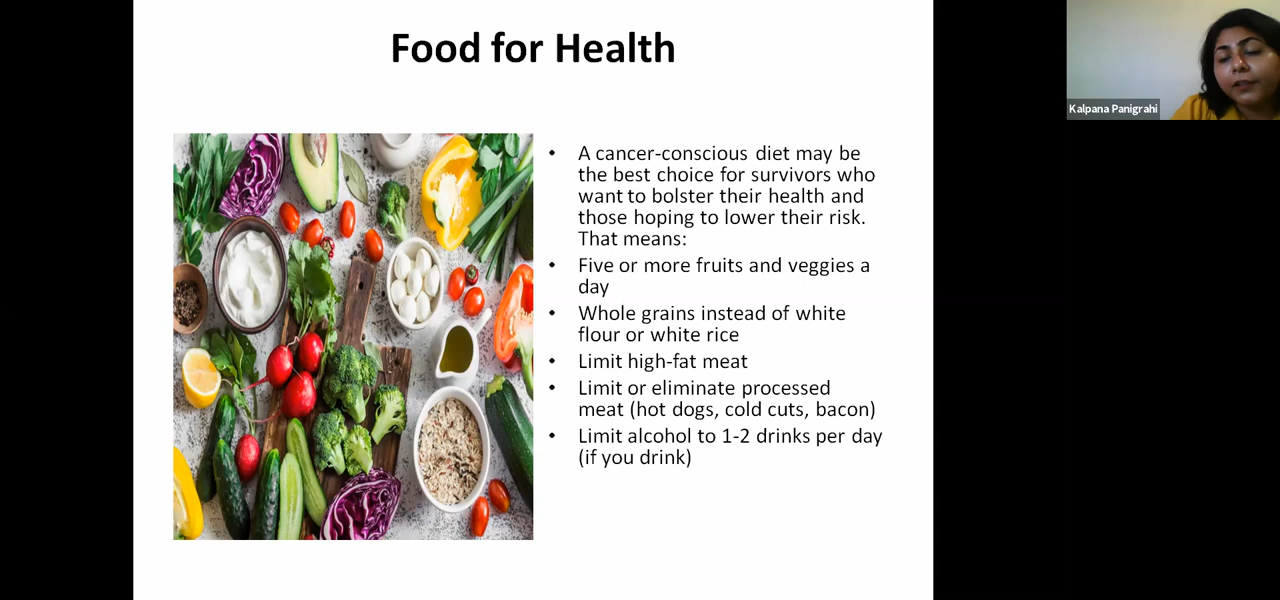 Food for Health
Kalpana Panigrahi
• A cancer-conscious diet may be
the best choice for survivors who
want to bolster their health and
those hoping to lower their risk.
That means:
• Five or more fruits and veggies a
day
• Whole grains instead of white
flour or white rice
• Limit high-fat meat
• Limit or eliminate processed
meat (hot dogs, cold cuts, bacon)
• Limit alcohol to 1-2 drinks per day
(if you drink)